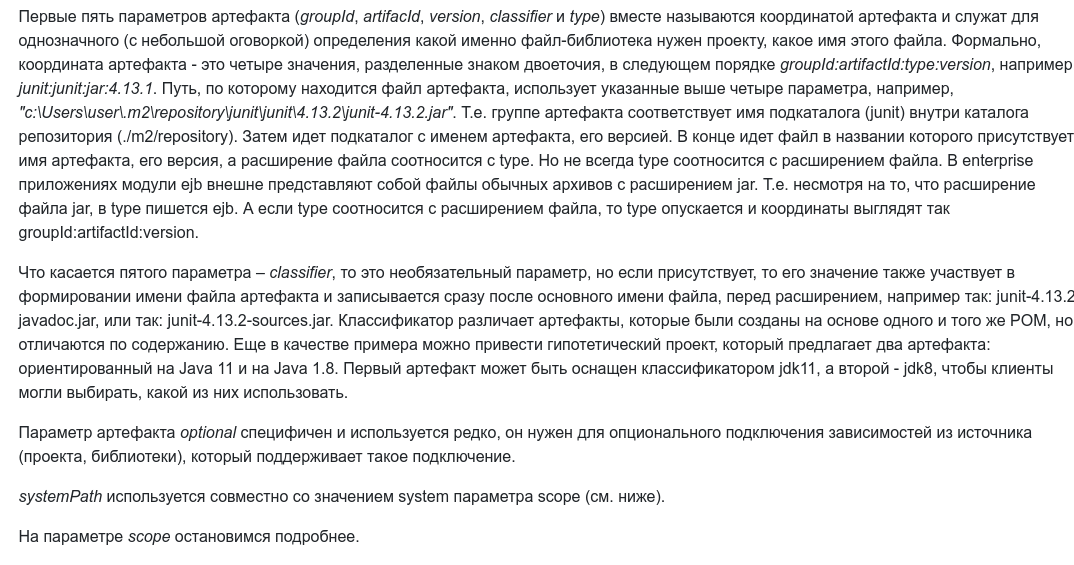 Первые пять параметров артефакта (groupId, artifacId, version, classifier и type) вместе называются координатой артефакта и служат для
однозначного (с небольшой оговоркой) определения какой именно файл-библиотека нужен проекту, какое имя этого файла. Формально,
координата артефакта - это четыре значения, разделенные знаком двоеточи, в следующем порядке groupId:artifactId:type:version, например
junit:junit:jar:4.13.1. Путь, по которому находится файл артефакта, использует указанные выше четыре параметра, например,
"c:\Users\user\.m2\repository\junit\junit\4.13.2\junit-4.13.2.jar". Т.е. группе артефакта соответствует имя подкаталога (junit) внутри каталога
репозитория (./m2/repository). Затем идет подкаталог с именем артефакта, его версией. В конце идет файл в названии которого присутствует
имя артефакта, его версия, а расширение файла соотносится с type. Но не всегда type соотносится с расширением файла. В enterprise
приложениях модули ejb внешне представляют собой файлы обычных архивов с расширением jar. Т.е. несмотря на то, что расширение
файла jar, в type пишется ejb. А если type соотносится с расширением файла, то type опускается и координаты выглядят так
groupId:artifactId:version.
Что касается пятого параметра – classifier, то это необязательный параметр, но если присутствует, то его значение также участвует в
формировании имени файла артефакта и записывается сразу после основного имени файла, перед расширением, например так: junit-4.13.2
javadoc.jar, или так: junit-4.13.2-sources.jar. Классификатор различает артефакты, которые были созданы на основе одного и того же POM, но
отличаются по содержанию. Еще в качестве примера можно привести гипотетический проект, который предлагает два артефакта:
ориентированный на Java 11 и на Java 1.8. Первый артефакт может быть оснащен классификатором jdk11, а второй - jdk8, чтобы клиенты
могли выбирать, какой из них использовать.
Параметр артефакта optional специфичен и используется редко, он нужен для опционального подключения зависимостей из источника
(проекта, библиотеки), который поддерживает такое подключение.
systemPath используется совместно со значением system параметра scope (см. ниже).
На параметре scope остановимся подробнее.